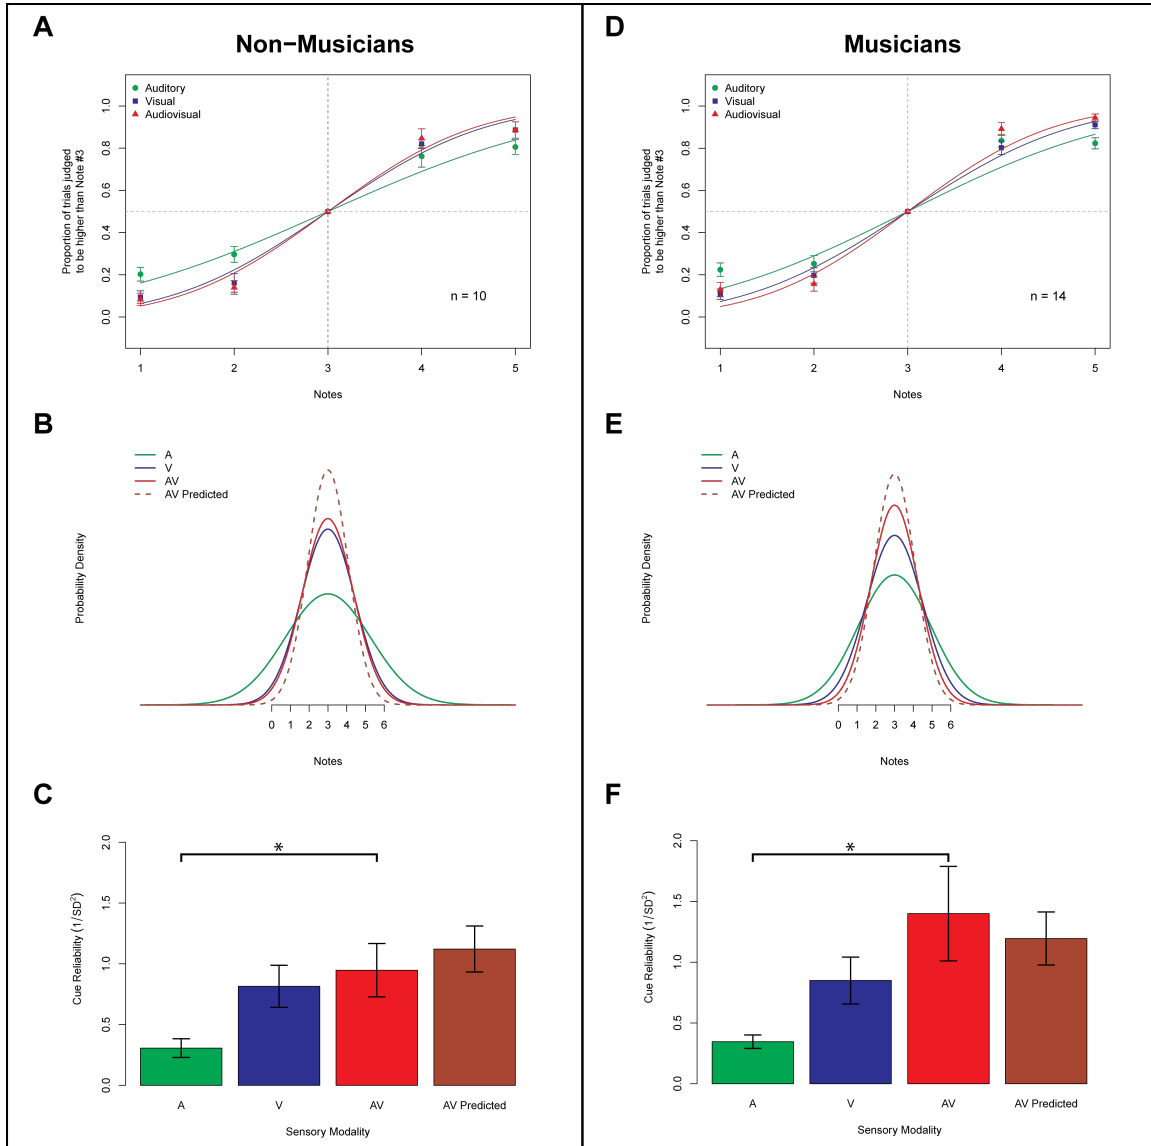 A
Non−Musicians
Auditory
Visual
Audiovisual
Proportion of trials judged
to be higher than Note #3
0.0 0.2 0.4 0.6 0.8 1.0
n = 10
1 2 3 4 5
Notes
B
A
V
AV
AV Predicted
Probability Density
0 1 2 3 4 5 6
Notes
C
Cue Reliability (1/SD²)
0.0 0.5 1.0 1.5 2.0
*
A V AV AV Predicted
Sensory Modality
D
Musicians
Auditory
Visual
Audiovisual
Proportion of trials judged
to be higher than Note #3
0.0 0.2 0.4 0.6 0.8 1.0
n = 14
1 2 3 4 5
Notes
E
A
V
AV
AV Predicted
Probability Density
0 1 2 3 4 5 6
Notes
F
Cue Reliability (1/SD²)
0.0 0.5 1.0 1.5 2.0
*
A V AV AV Predicted
Sensory Modality